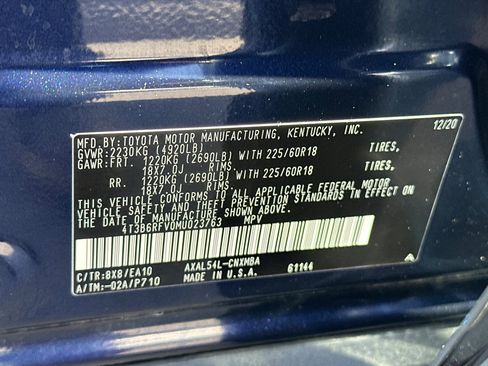 MFD.BY: TOYOTA MOTOR MANUFACTURING, KENTUCKY, INC. 12/20
GVWR: 2230KG (4920LB)
GAWR: FRT. 1220KG (2690LB) WITH 225/60R18 TIRES,
18X7.0J RIMS.
RR. 1220KG (2690LB) WITH 225/60R18 TIRES,
18X7.0J RIMS.
THIS VEHICLE CONFORMS TO ALL APPLICABLE FEDERAL MOTOR
VEHICLE SAFETY AND BUMPER STANDARDS IN EFFECT ON
THE DATE OF MANUFACTURE SHOWN ABOVE.
4T3B6RFV0MU023763 MPV
C/TR: 8X8/EA10 AXAL54L-CNXMBA G1144
A/TM: -02A/P710 MADE IN U.S.A. A